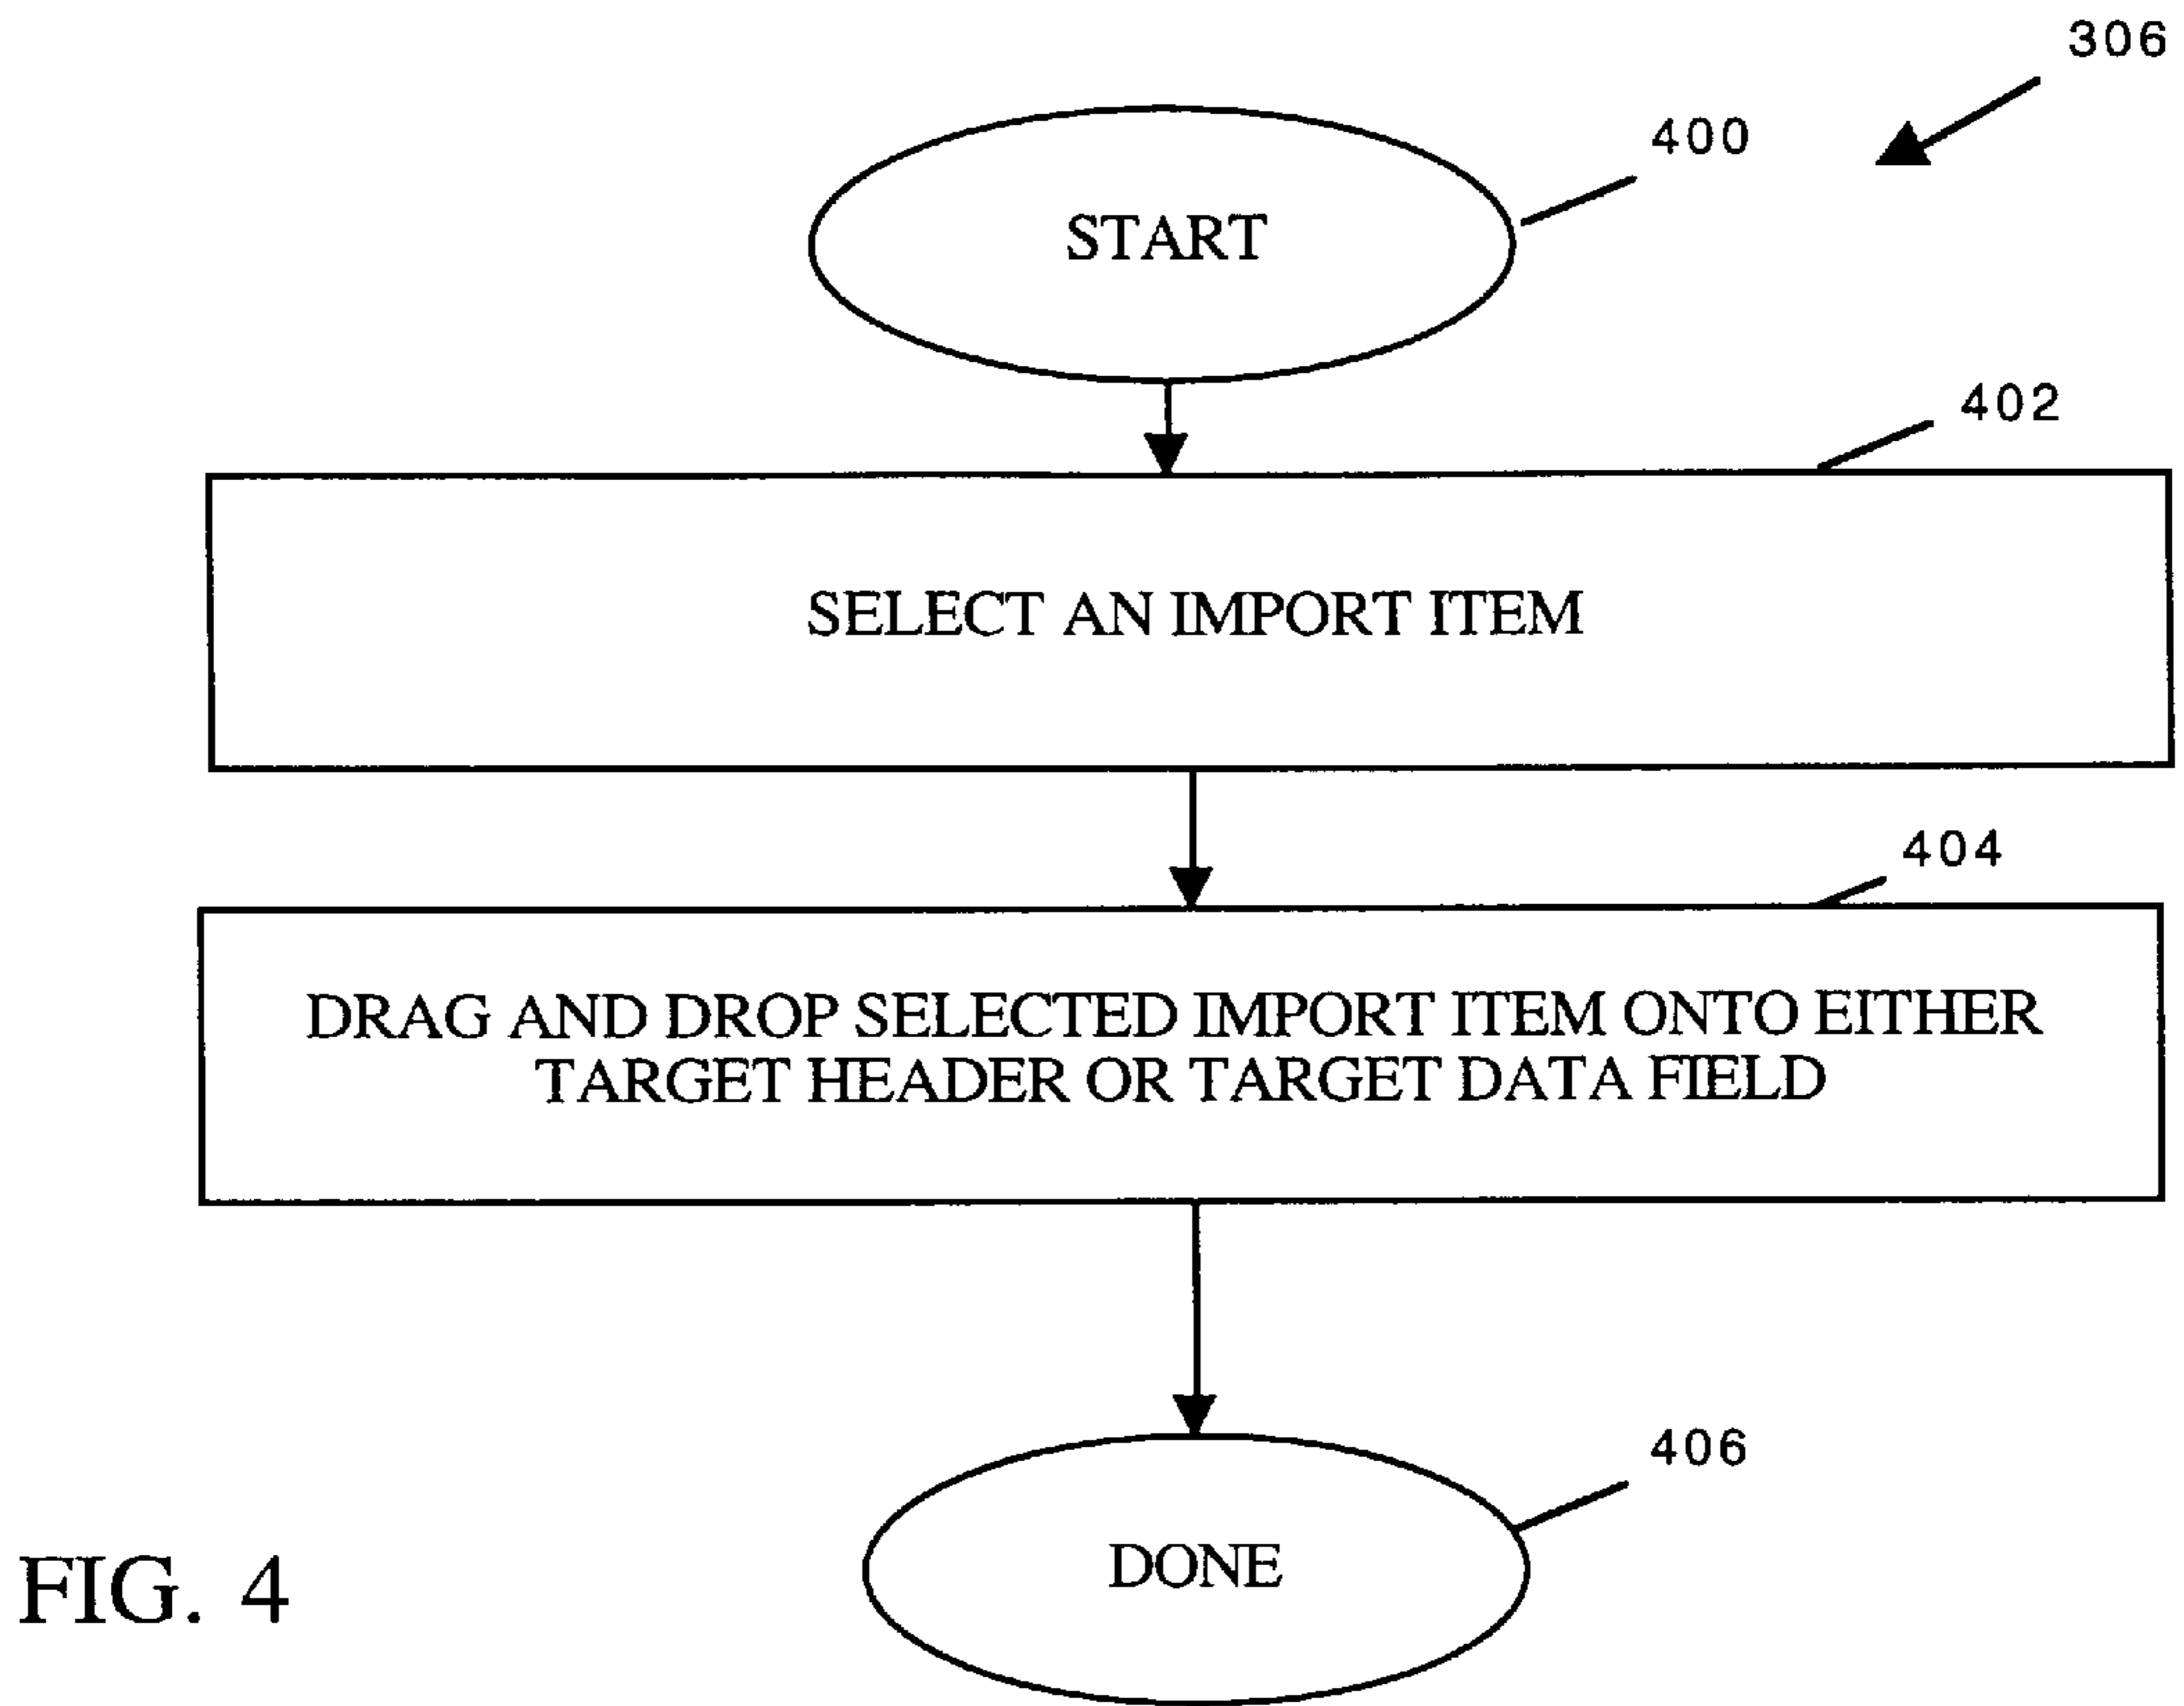 306
400
START
402
SELECT AN IMPORT ITEM
404
DRAG AND DROP SELECTED IMPORT ITEM ONTO EITHER
TARGET HEADER OR TARGET DATA FIELD
406
DONE
FIG. 4